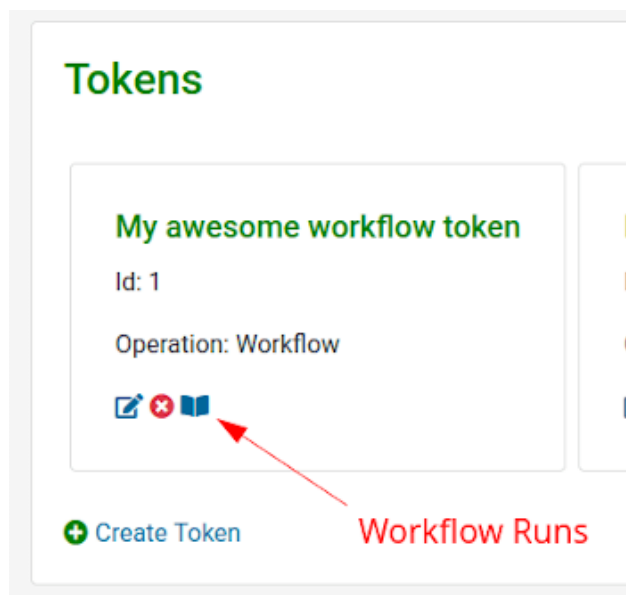 Tokens
My awesome workflow token
Id: 1
Operation: Workflow
Create Token
Workflow Runs